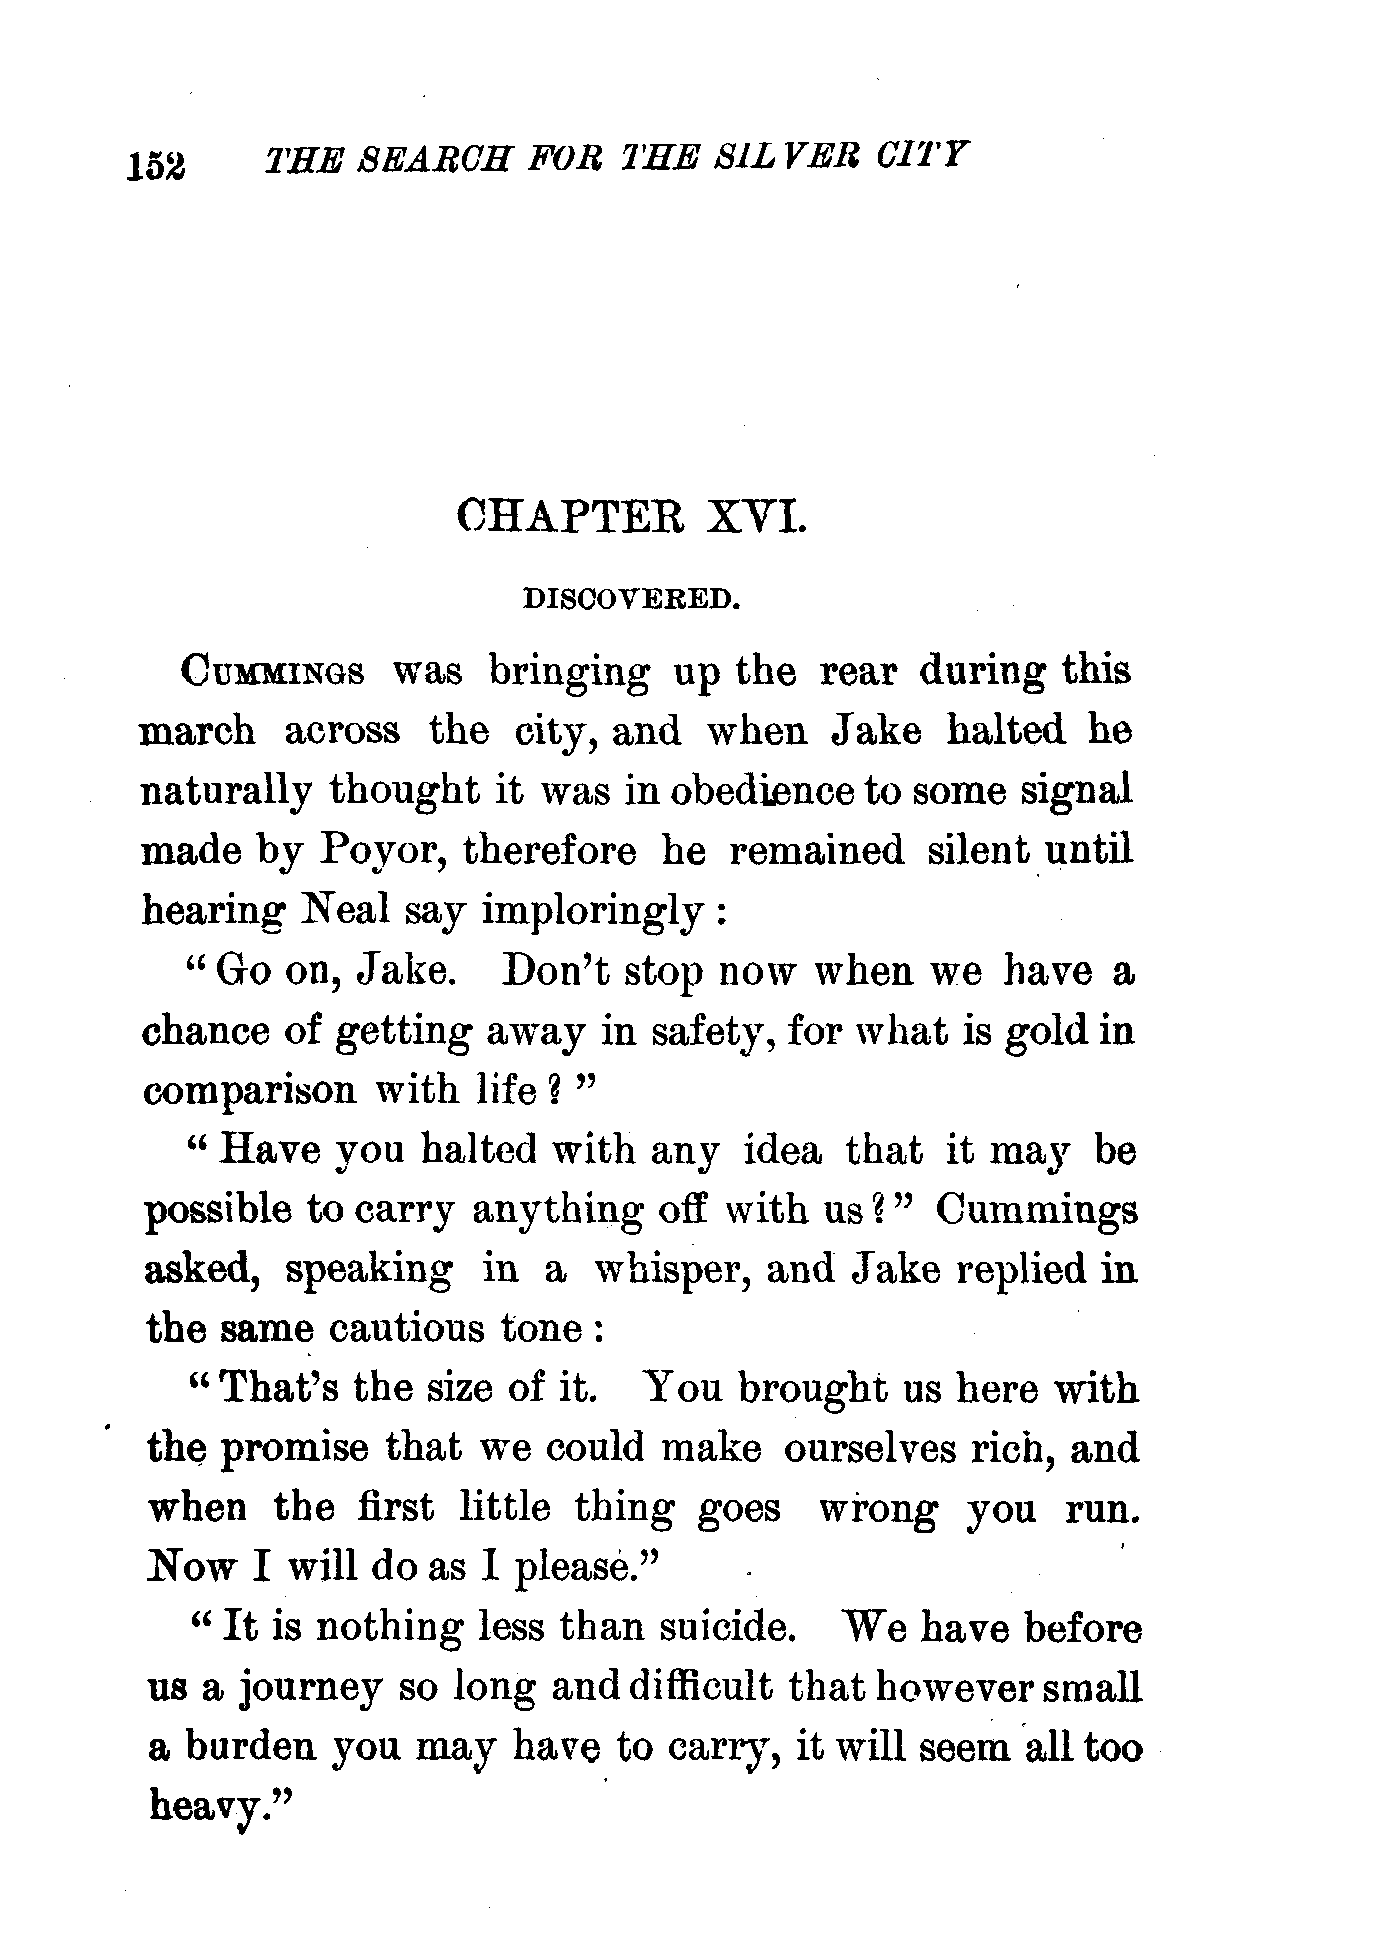 152 THE SEARCH FOR THE SILVER CITY
CHAPTER XVI.
DISCOVERED.
CUMMINGS was bringing up the rear during this
march across the city, and when Jake halted he
naturally thought it was in obedience to some signal
made by Poyor, therefore he remained silent until
hearing Neal say imploringly :
“ Go on, Jake. Don’t stop now when we have a
chance of getting away in safety, for what is gold in
comparison with life ? ”
“ Have you halted with any idea that it may be
possible to carry anything off with us ? ” Cummings
asked, speaking in a whisper, and Jake replied in
the same cautious tone :
“ That’s the size of it. You brought us here with
the promise that we could make ourselves rich, and
when the first little thing goes wrong you run.
Now I will do as I please.”
“ It is nothing less than suicide. We have before
us a journey so long and difficult that however small
a burden you may have to carry, it will seem all too
heavy.”